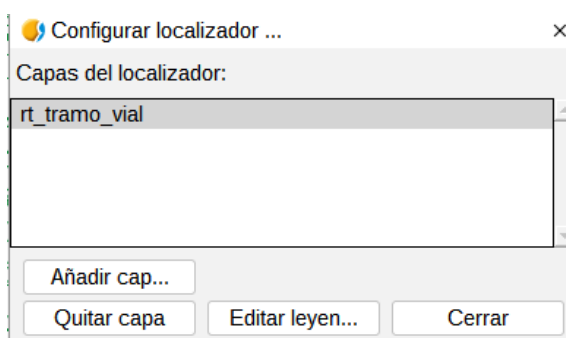 Configurar localizador ...
Capas del localizador:
rt_tramo_vial
Añadir cap...
Quitar capa
Editar leyen...
Cerrar